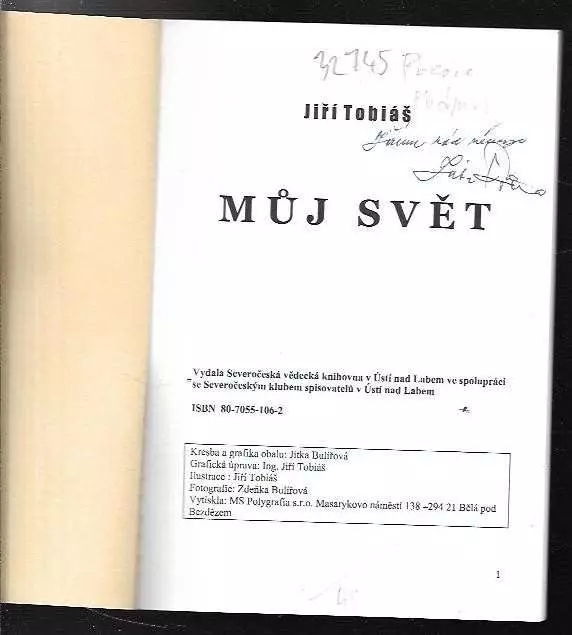 32145 Poezie
Jiří Tobiáš
MŮJ SVĚT
Vydala Severočeská vědecká knihovna v Ústí nad Labem ve spolupráci
se Severočeským klubem spisovatelů v Ústí nad Labem
ISBN 80-7055-106-2
Kresba a grafika obalu: Jitka Bulířová
Grafická úprava: Ing. Jiří Tobiáš
Ilustrace : Jiří Tobiáš
Fotografie: Zdeňka Bulířová
Vytiskla: MS Polygrafia s.r.o. Masarykovo náměstí 138 –294 21 Bělá pod
Bezdězem
1